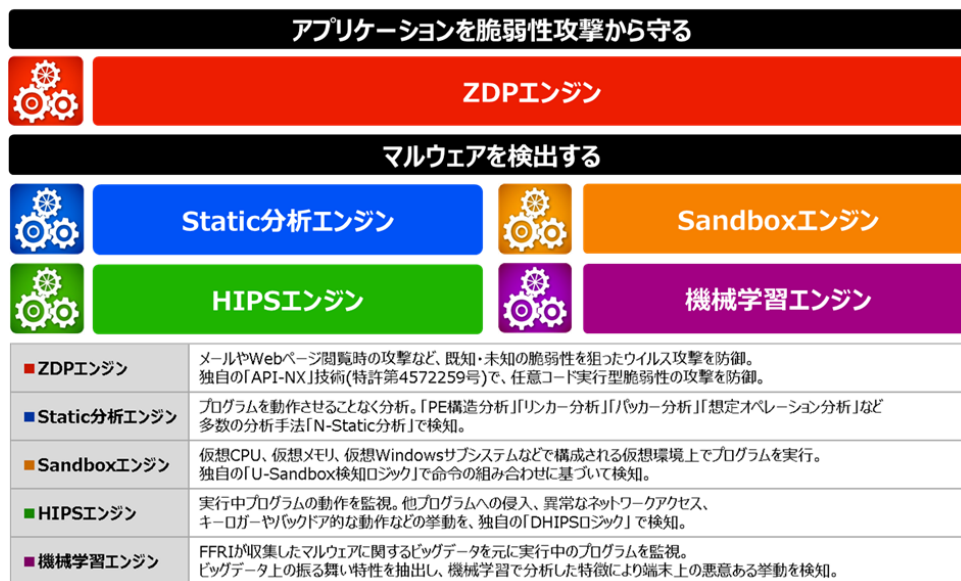 アプリケーションを脆弱性攻撃から守る
ZDPエンジン
マルウェアを検出する
Static分析エンジン
Sandboxエンジン
HIPSエンジン
機械学習エンジン
■ZDPエンジン
メールやWebページ閲覧時の攻撃など、既知・未知の脆弱性を狙ったウイルス攻撃を防御。
独自の「API-NX」技術(特許第4572259号)で、任意コード実行型脆弱性の攻撃を防御。
■Static分析エンジン
プログラムを動作させることなく分析。「PE構造分析」「リンカー分析」「パッカー分析」「想定オペレーション分析」など
多数の分析手法「N-Static分析」で検知。
■Sandboxエンジン
仮想CPU、仮想メモリ、仮想Windowsサブシステムなどで構成される仮想環境上でプログラムを実行。
独自の「U-Sandbox検知ロジック」で命令の組み合わせに基づいて検知。
■HIPSエンジン
実行中プログラムの動作を監視。他プログラムへの侵入、異常なネットワークアクセス、
キーロガーやバックドア的な動作などの挙動を、独自の「DHIPSロジック」で検知。
■機械学習エンジン
FFRIが収集したマルウェアに関するビッグデータを元に実行中のプログラムを監視。
ビッグデータ上の振る舞い特性を抽出し、機械学習で分析した特徴により端末上の悪意ある挙動を検知。